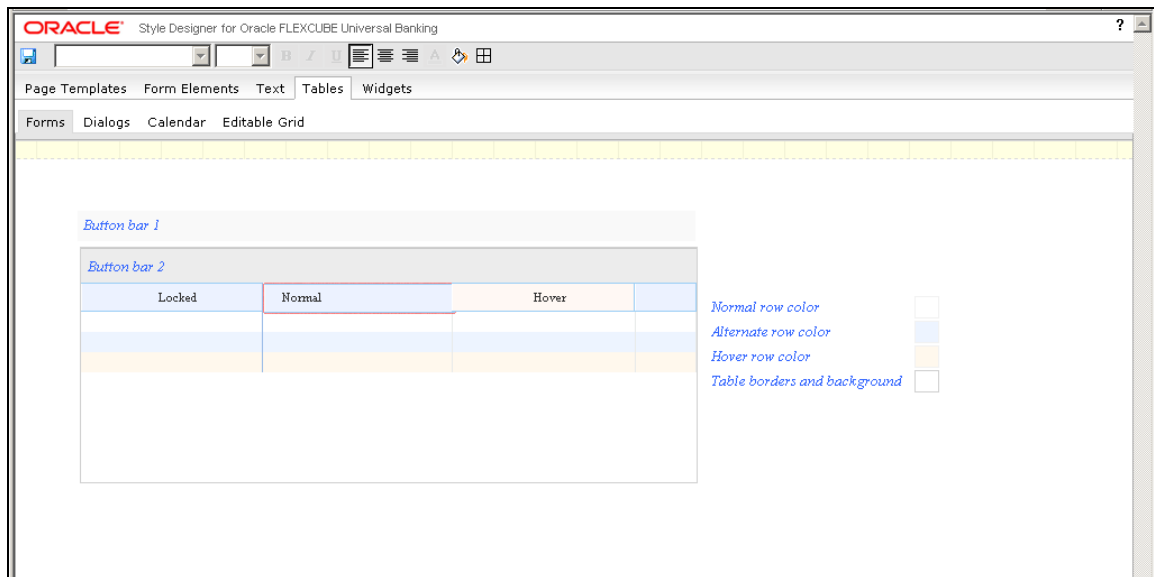 ORACLE® Style Designer for Oracle FLEXCUBE Universal Banking ?
B I U A
Page Templates Form Elements Text Tables Widgets
Forms Dialogs Calendar Editable Grid
Button bar 1
Button bar 2
Locked Normal Hover
Normal row color
Alternate row color
Hover row color
Table borders and background